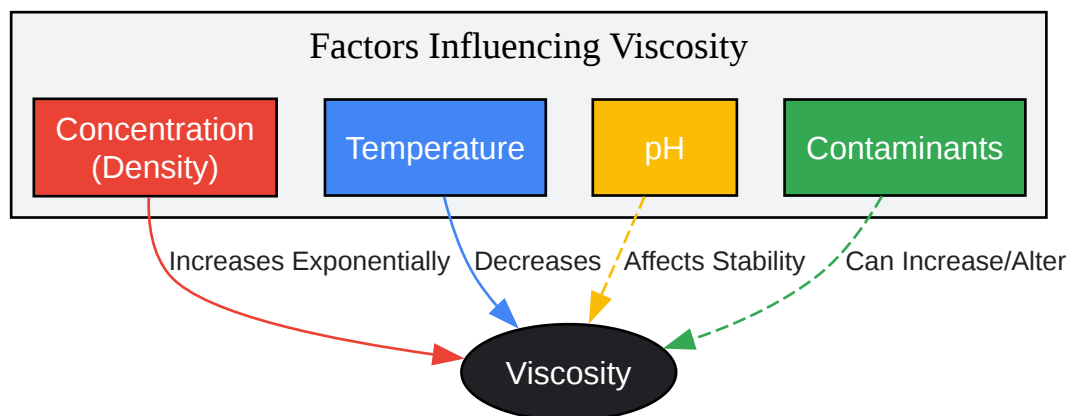 Factors Influencing Viscosity
Concentration
(Density)
Temperature
pH
Contaminants
Increases Exponentially
Decreases
Affects Stability
Can Increase/Alter
Viscosity